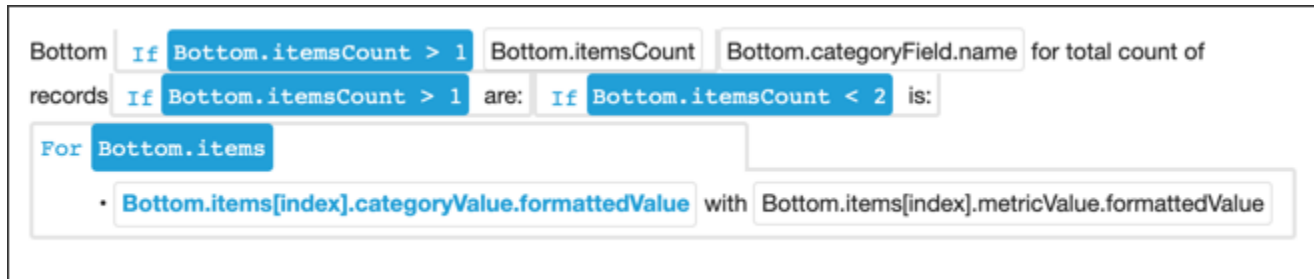 Bottom If Bottom.itemsCount > 1 Bottom.itemsCount Bottom.categoryField.name for total count of
records If Bottom.itemsCount > 1 are: If Bottom.itemsCount < 2 is:
For Bottom.items
• Bottom.items[index].categoryValue.formattedValue with Bottom.items[index].metricValue.formattedValue